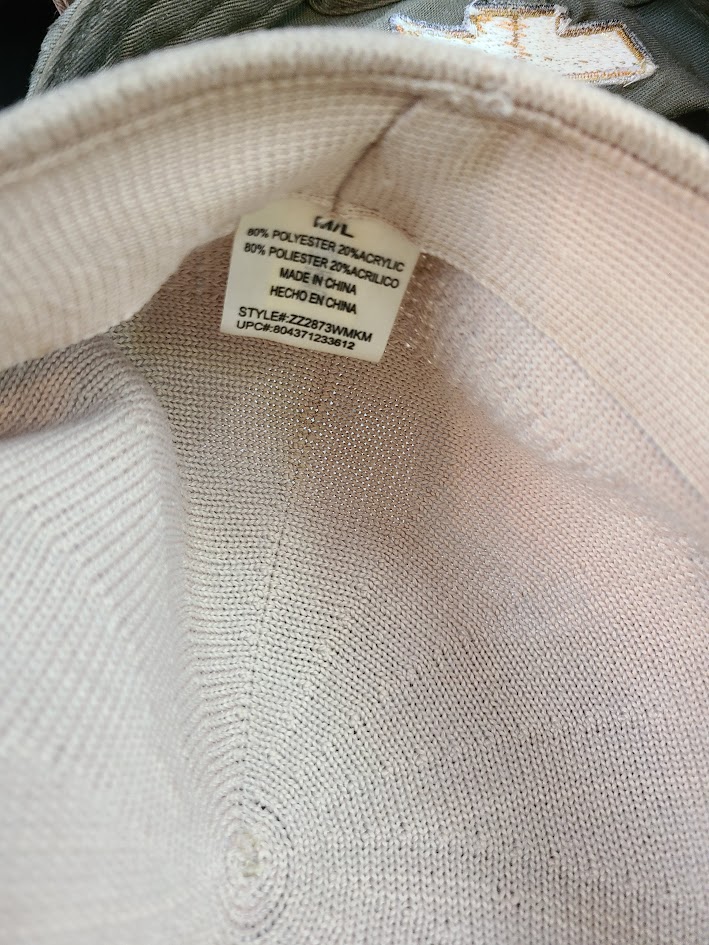 M/L
80% POLYESTER 20%ACRYLIC
80% POLIESTER 20%ACRILICO
MADE IN CHINA
HECHO EN CHINA
STYLE#:ZZ2873WMKM
UPC#:804371233612